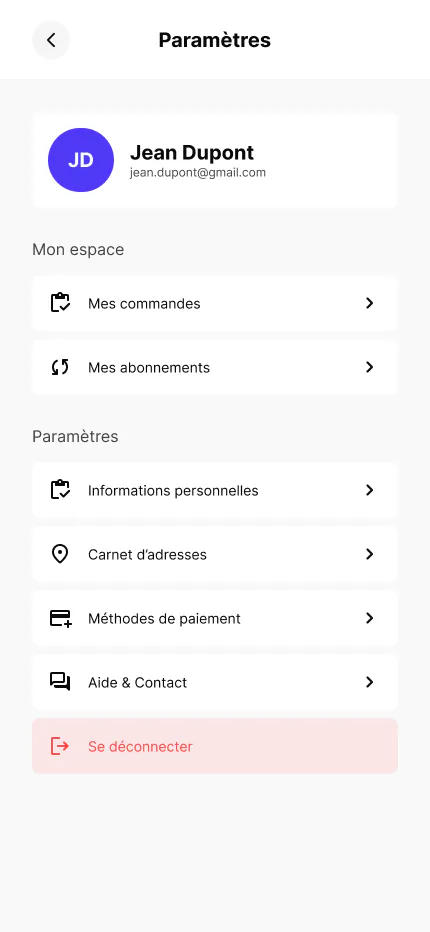 Paramètres
JD
Jean Dupont
jean.dupont@gmail.com
Mon espace
Mes commandes
Mes abonnements
Paramètres
Informations personnelles
Carnet d’adresses
Méthodes de paiement
Aide & Contact
Se déconnecter